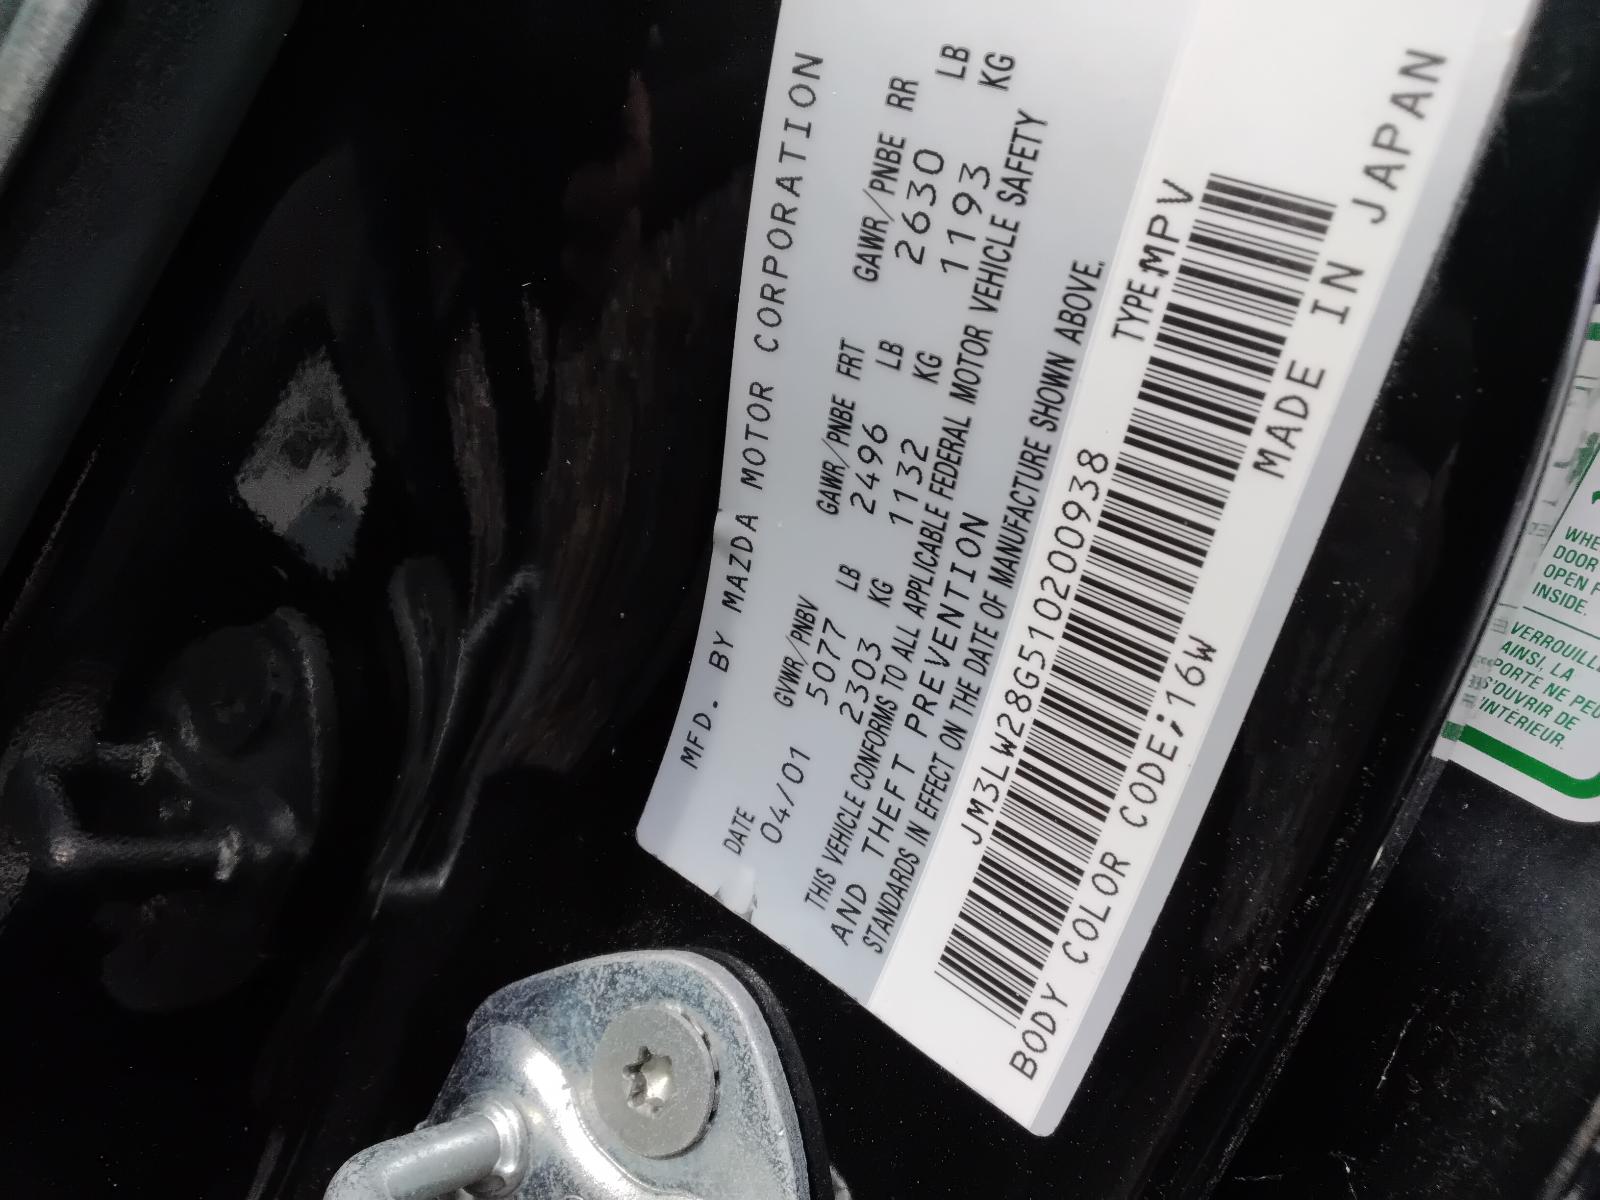 MFD. BY MAZDA MOTOR CORPORATION
DATE GVWR/PNBV GAWR/PNBE FRT GAWR/PNBE RR
04/01 5077 LB 2496 LB 2630 LB
2303 KG 1132 KG 1193 KG
THIS VEHICLE CONFORMS TO ALL APPLICABLE FEDERAL MOTOR VEHICLE SAFETY
AND THEFT PREVENTION
STANDARDS IN EFFECT ON THE DATE OF MANUFACTURE SHOWN ABOVE.
JM3LW28G510200938 TYPE:MPV
BODY COLOR CODE;16W MADE IN JAPAN
DOOR
OPEN
INSIDE.
VERROUILL
AINSI, LA
PORTE NE PEU
S'OUVRIR DE
INTÉRIEUR.